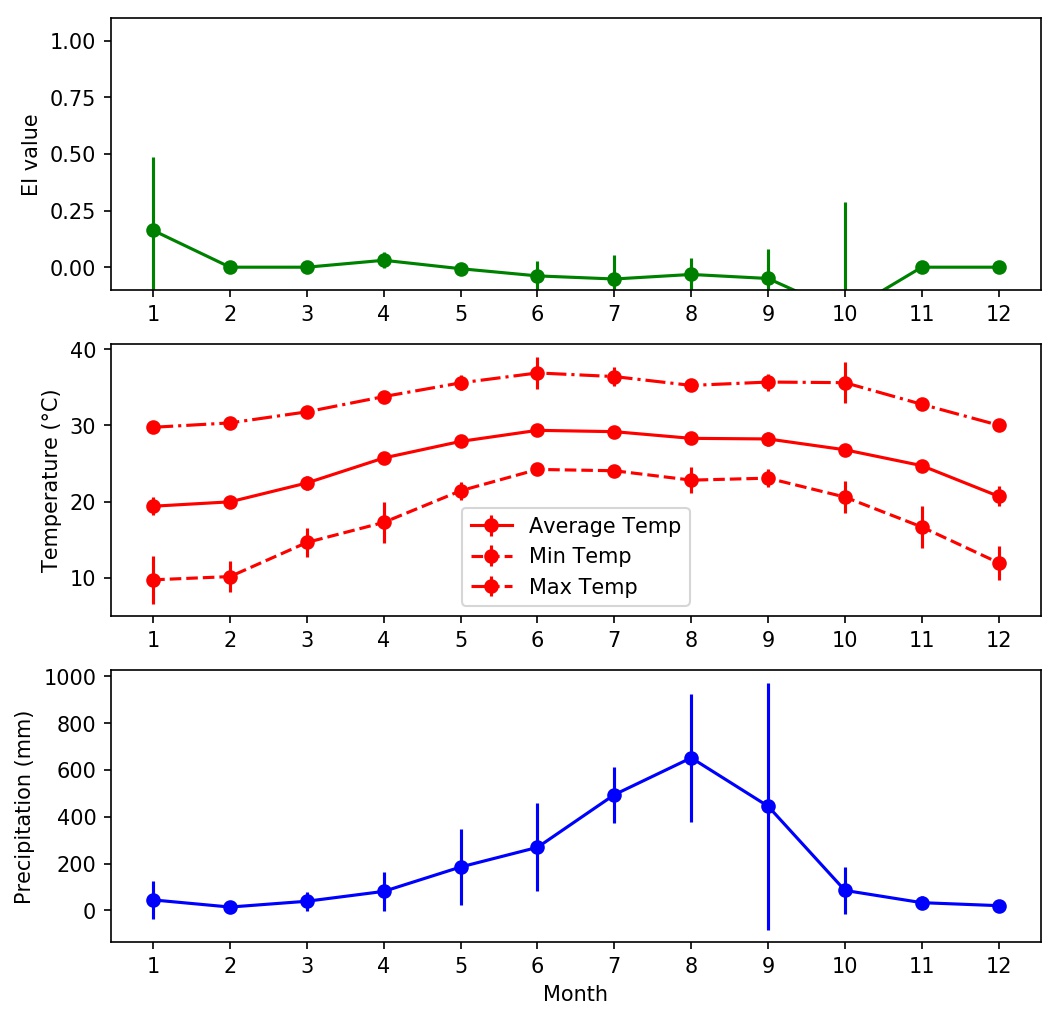 1.00
0.75
0.50
0.25
0.00
EI value
1 2 3 4 5 6 7 8 9 10 11 12
40
30
20
10
Temperature (°C)
Average Temp
Min Temp
Max Temp
1 2 3 4 5 6 7 8 9 10 11 12
1000
800
600
400
200
0
Precipitation (mm)
1 2 3 4 5 6 7 8 9 10 11 12
Month